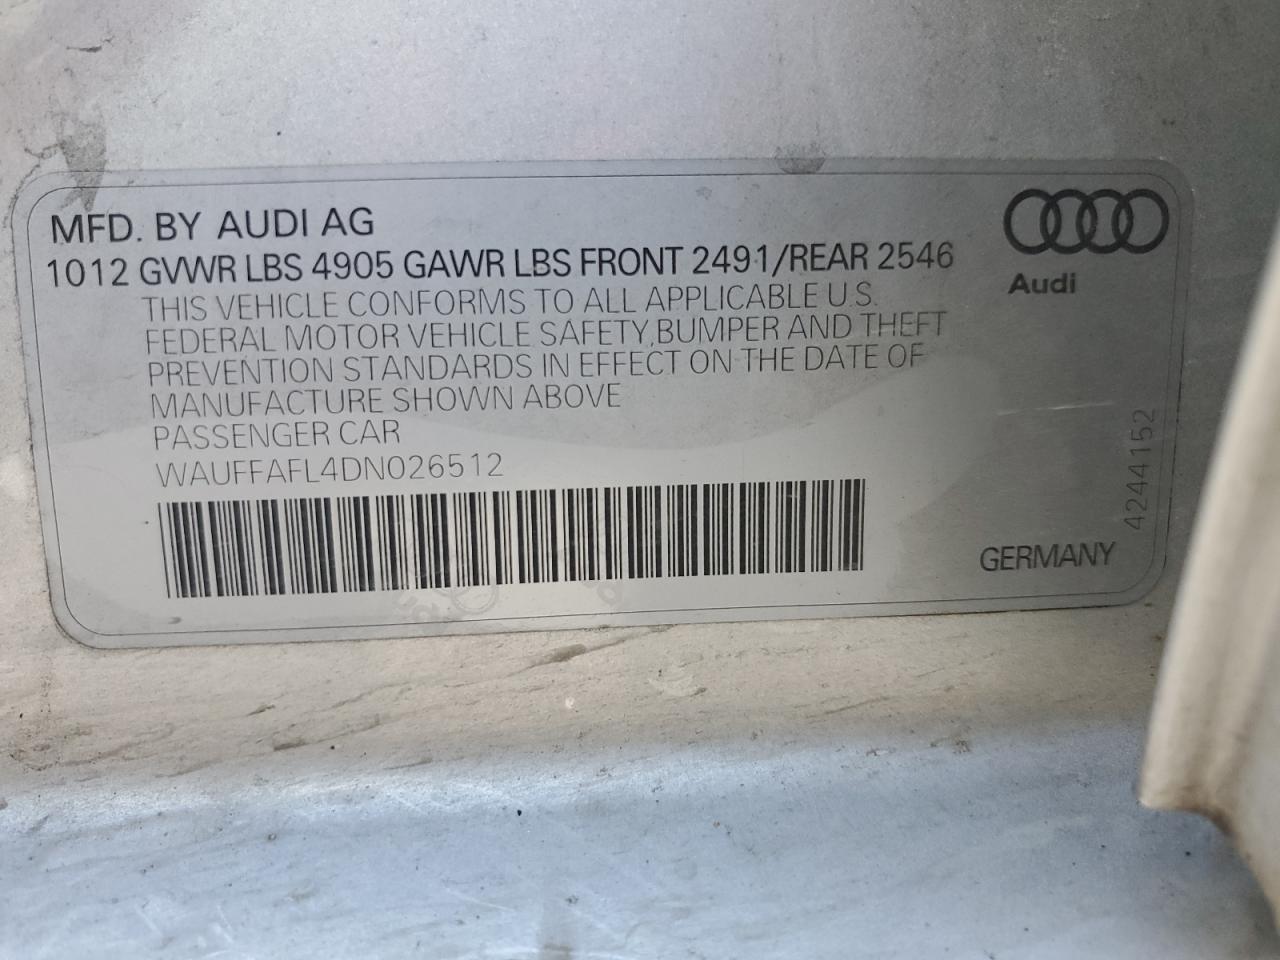 MFD. BY AUDI AG
1012 GVWR LBS 4905 GAWR LBS FRONT 2491/REAR 2546
THIS VEHICLE CONFORMS TO ALL APPLICABLE U.S.
FEDERAL MOTOR VEHICLE SAFETY,BUMPER AND THEFT
PREVENTION STANDARDS IN EFFECT ON THE DATE OF
MANUFACTURE SHOWN ABOVE
PASSENGER CAR
WAUFFAFL4DN026512
Audi
4244152
GERMANY